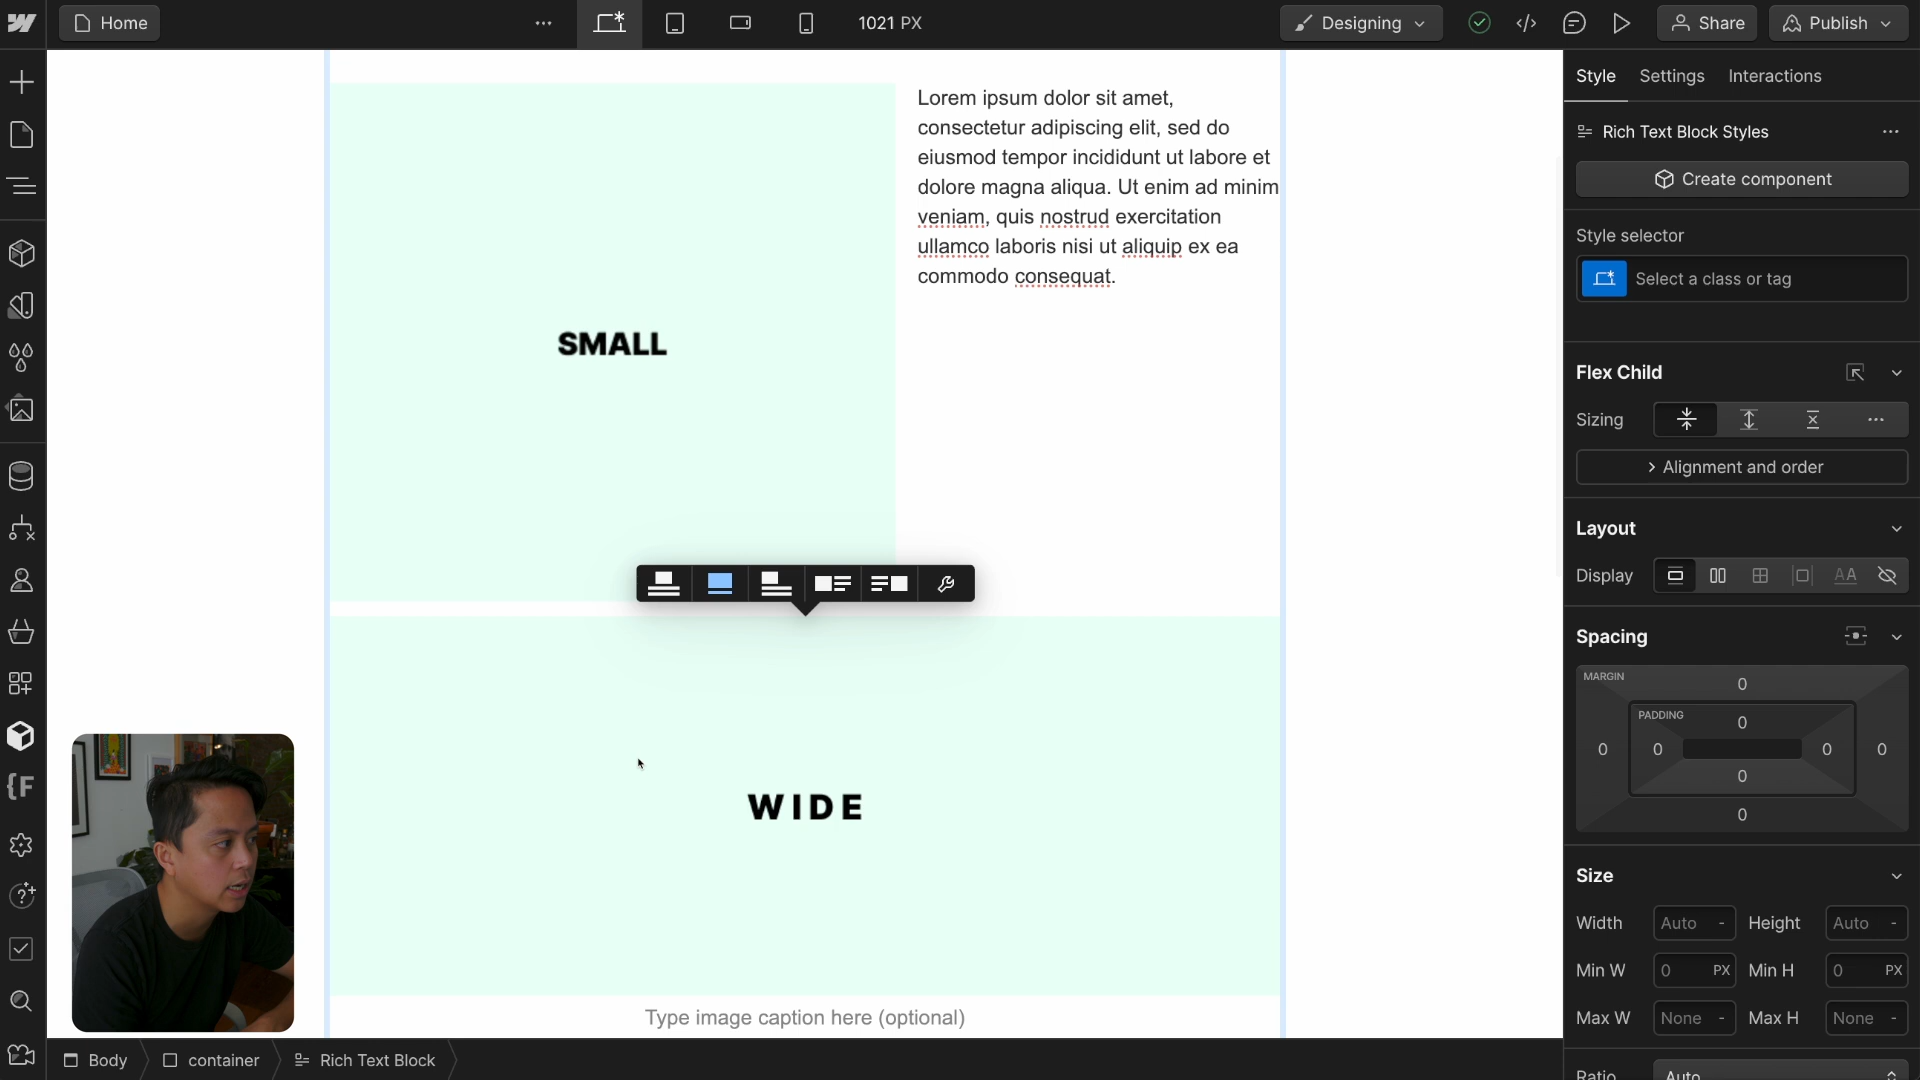 Home
1021 PX
Designing
Share
Publish
Style
Settings
Interactions
Rich Text Block Styles
Create component
Style selector
Select a class or tag
Flex Child
Sizing
Alignment and order
Layout
Display
AA
Spacing
MARGIN
0
PADDING
0
0
0
0
0
0
0
Size
Width
Auto
-
Height
Auto
-
Min W
0
PX
Min H
0
PX
Max W
None
-
Max H
None
-
Ratio
Auto
Lorem ipsum dolor sit amet,
consectetur adipiscing elit, sed do
eiusmod tempor incididunt ut labore et
dolore magna aliqua. Ut enim ad minim
veniam, quis nostrud exercitation
ullamco laboris nisi ut aliquip ex ea
commodo consequat.
SMALL
WIDE
Type image caption here (optional)
Body
container
Rich Text Block